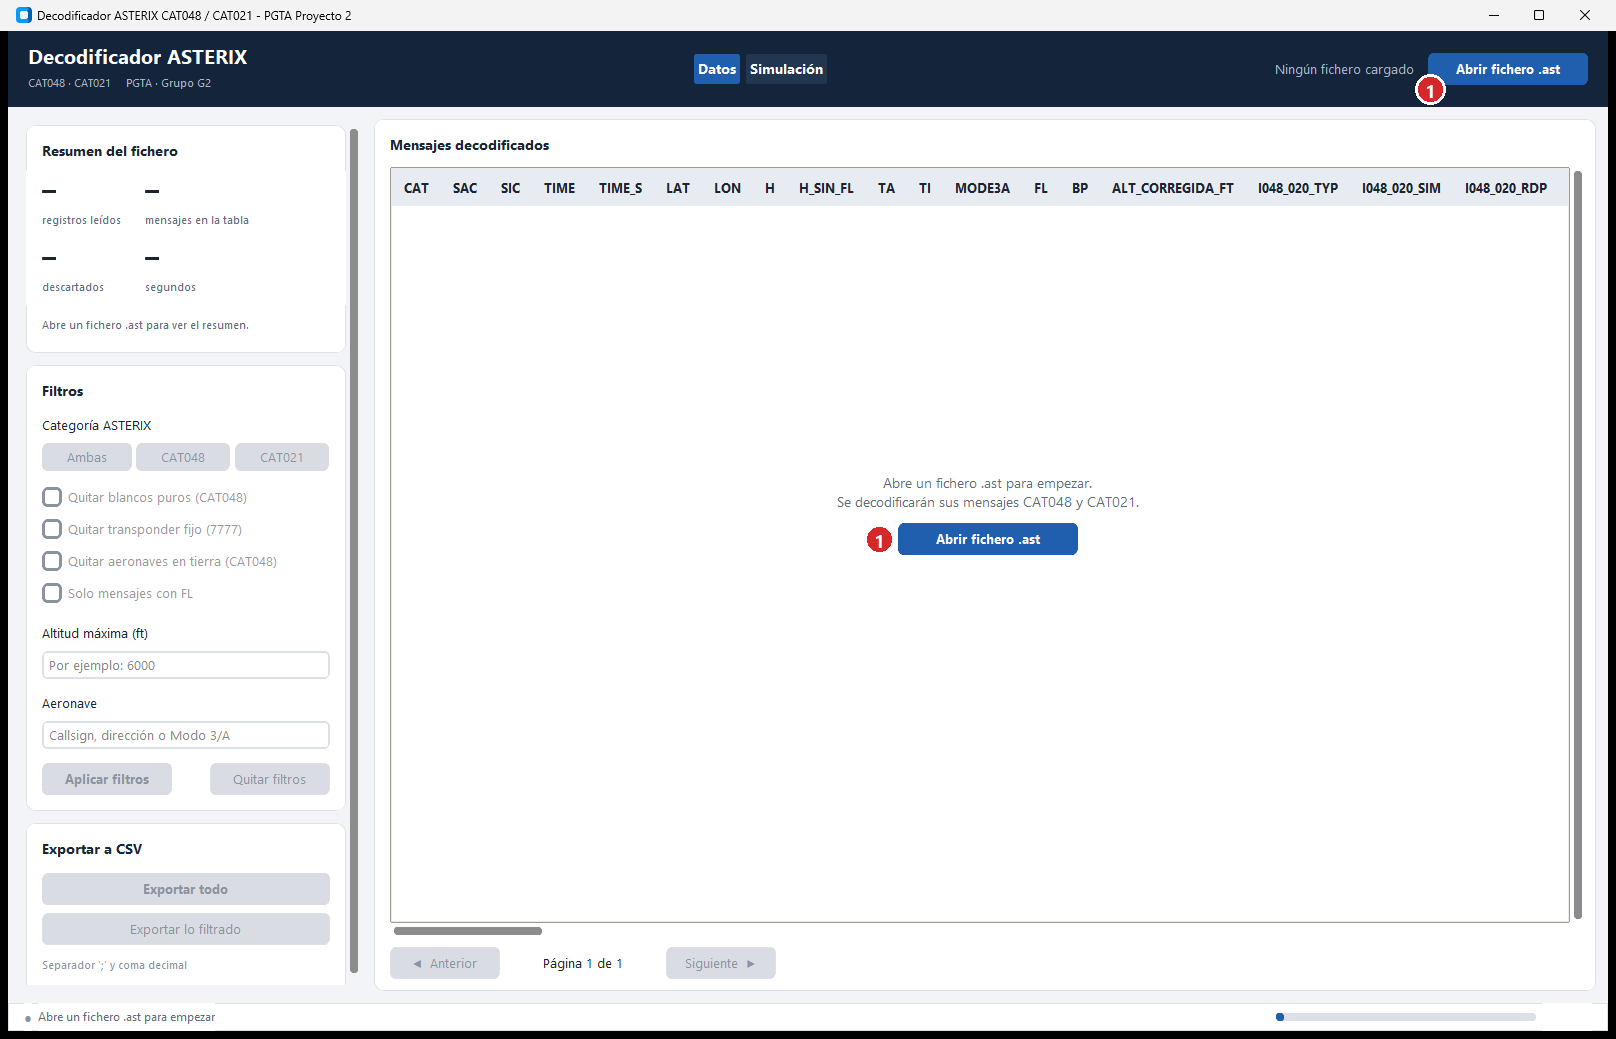 Decodificador ASTERIX CAT048 / CAT021 - PGTA Proyecto 2
Decodificador ASTERIX
CAT048 · CAT021 PGTA · Grupo G2
Datos Simulación
Ningún fichero cargado
Abrir fichero .ast
1
Resumen del fichero
– –
registros leídos mensajes en la tabla
– –
descartados segundos
Abre un fichero .ast para ver el resumen.
Filtros
Categoría ASTERIX
Ambas CAT048 CAT021
Quitar blancos puros (CAT048)
Quitar transponder fijo (7777)
Quitar aeronaves en tierra (CAT048)
Solo mensajes con FL
Altitud máxima (ft)
Por ejemplo: 6000
Aeronave
Callsign, dirección o Modo 3/A
Aplicar filtros Quitar filtros
Exportar a CSV
Exportar todo
Exportar lo filtrado
Separador ';' y coma decimal
Mensajes decodificados
CAT SAC SIC TIME TIME_S LAT LON H H_SIN_FL TA TI MODE3A FL BP ALT_CORREGIDA_FT I048_020_TYP I048_020_SIM I048_020_RDP
Abre un fichero .ast para empezar.
Se decodificarán sus mensajes CAT048 y CAT021.
1 Abrir fichero .ast
◄ Anterior Página 1 de 1 Siguiente ►
Abre un fichero .ast para empezar